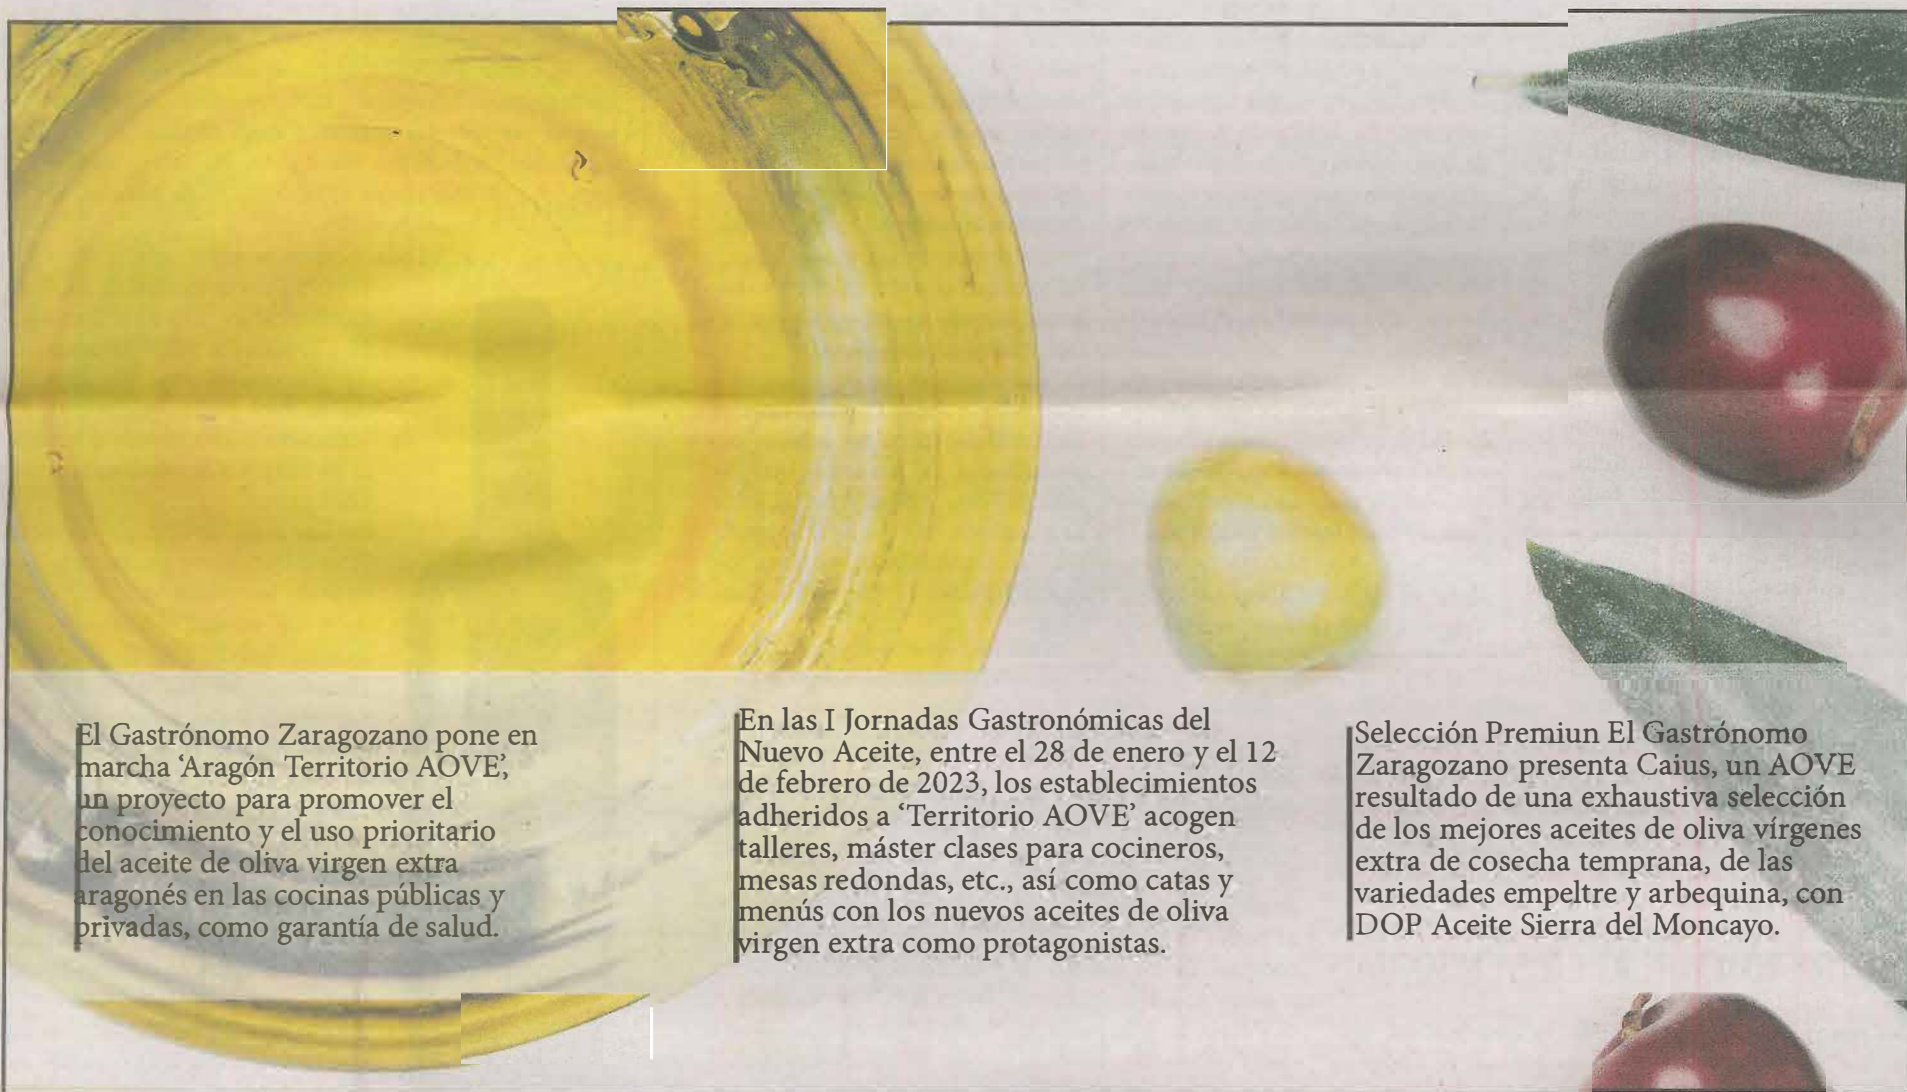 El Gastrónomo Zaragozano pone en
marcha ‘Aragón Territorio AOVE’,
un proyecto para promover el
conocimiento y el uso prioritario
del aceite de oliva virgen extra
aragonés en las cocinas públicas y
privadas, como garantía de salud.
En las I Jornadas Gastronómicas del
Nuevo Aceite, entre el 28 de enero y el 12
de febrero de 2023, los establecimientos
adheridos a ‘Territorio AOVE’ acogen
talleres, máster clases para cocineros,
mesas redondas, etc., así como catas y
menús con los nuevos aceites de oliva
virgen extra como protagonistas.
Selección Premiun El Gastrónomo
Zaragozano presenta Caius, un AOVE
resultado de una exhaustiva selección
de los mejores aceites de oliva vírgenes
extra de cosecha temprana, de las
variedades empeltre y arbequina, con
DOP Aceite Sierra del Moncayo.